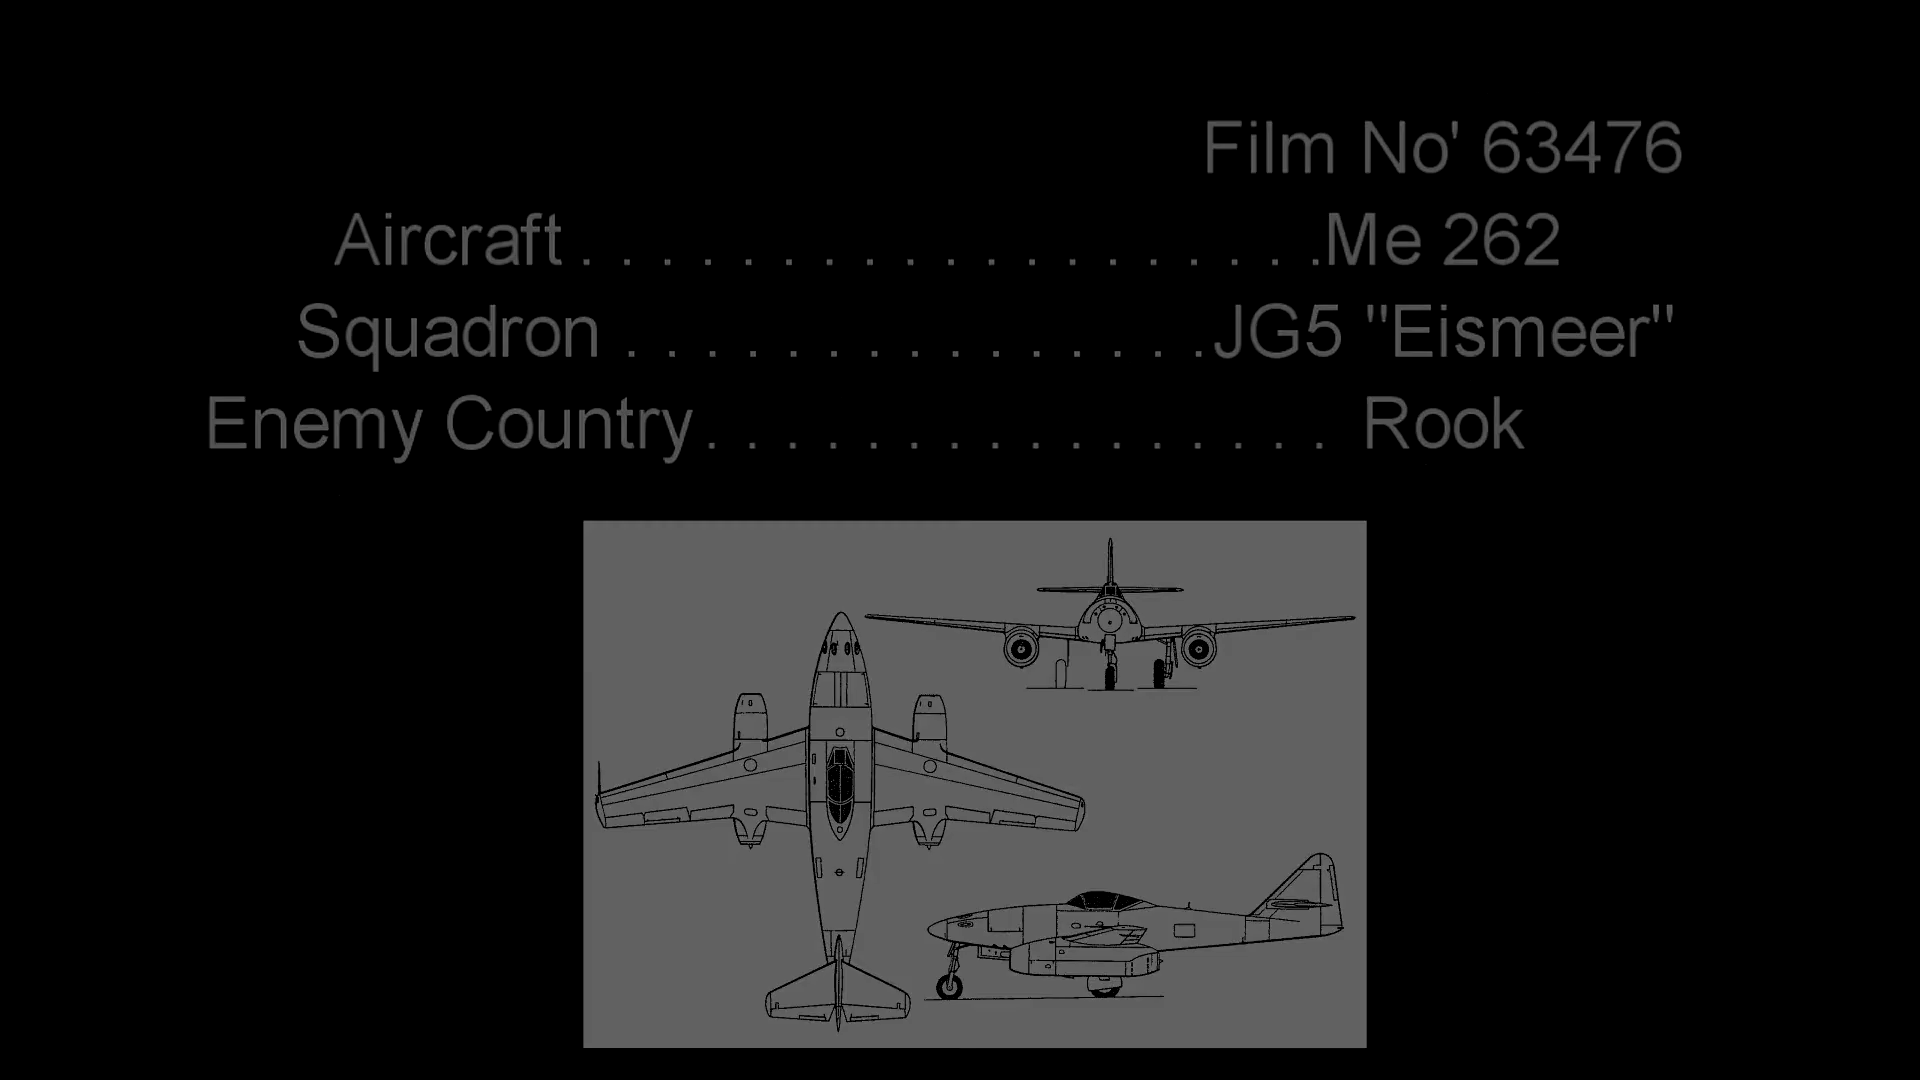 Film No' 63476
Aircraft . . . . . . . . . . . . . . . . . . .Me 262
Squadron . . . . . . . . . . . . . . .JG5 "Eismeer"
Enemy Country . . . . . . . . . . . . . . . . Rook